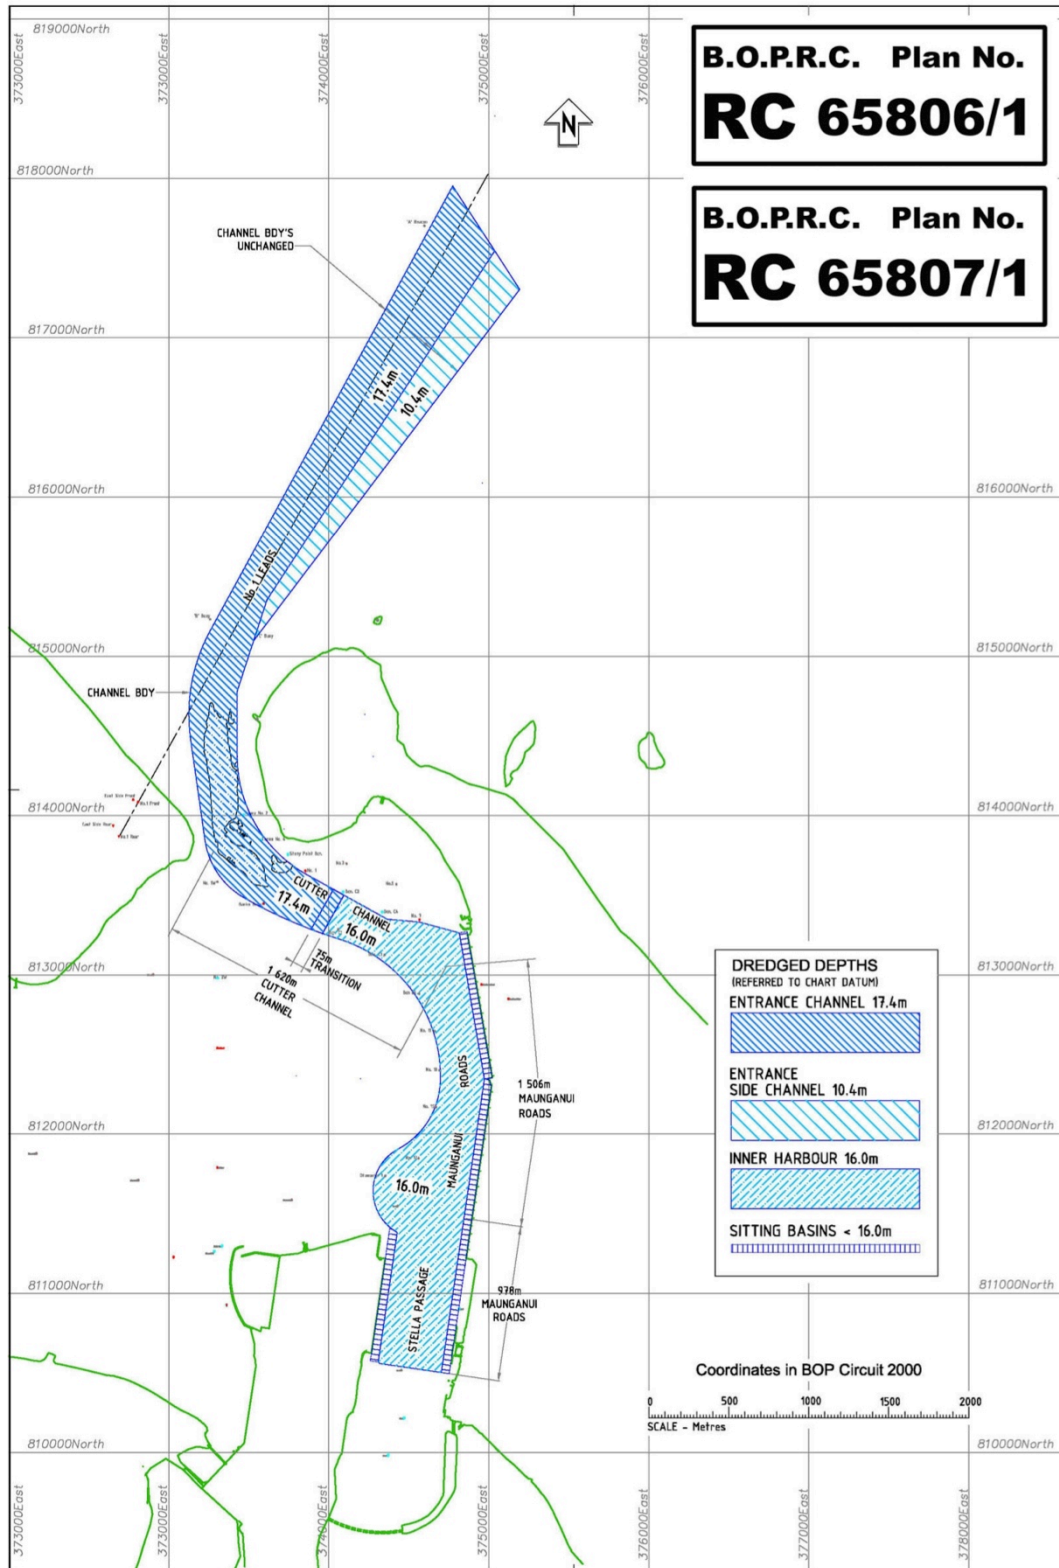 819000North
373000East
373000East
374000East
375000East
376000East
B.O.P.R.C. Plan No.
RC 65806/1
N
818000North
B.O.P.R.C. Plan No.
RC 65807/1
CHANNEL BDY'S
UNCHANGED
817000North
17.4m
10.4m
816000North
816000North
No.1 LEADS
815000North
815000North
CHANNEL BDY
814000North
814000North
CUTTER
17.4m
CHANNEL
16.0m
75m
TRANSITION
1 620m
CUTTER
CHANNEL
813000North
813000North
ROADS
MAUNGANUI
1 506m
MAUNGANUI
ROADS
812000North
812000North
16.0m
DREDGED DEPTHS
(REFERRED TO CHART DATUM)
ENTRANCE CHANNEL 17.4m
ENTRANCE
SIDE CHANNEL 10.4m
INNER HARBOUR 16.0m
SITTING BASINS < 16.0m
811000North
811000North
STELLA PASSAGE
978m
MAUNGANUI
ROADS
Coordinates in BOP Circuit 2000
0 500 1000 1500 2000
SCALE - Metres
810000North
810000North
373000East
373000East
374000East
375000East
376000East
377000East
378000East